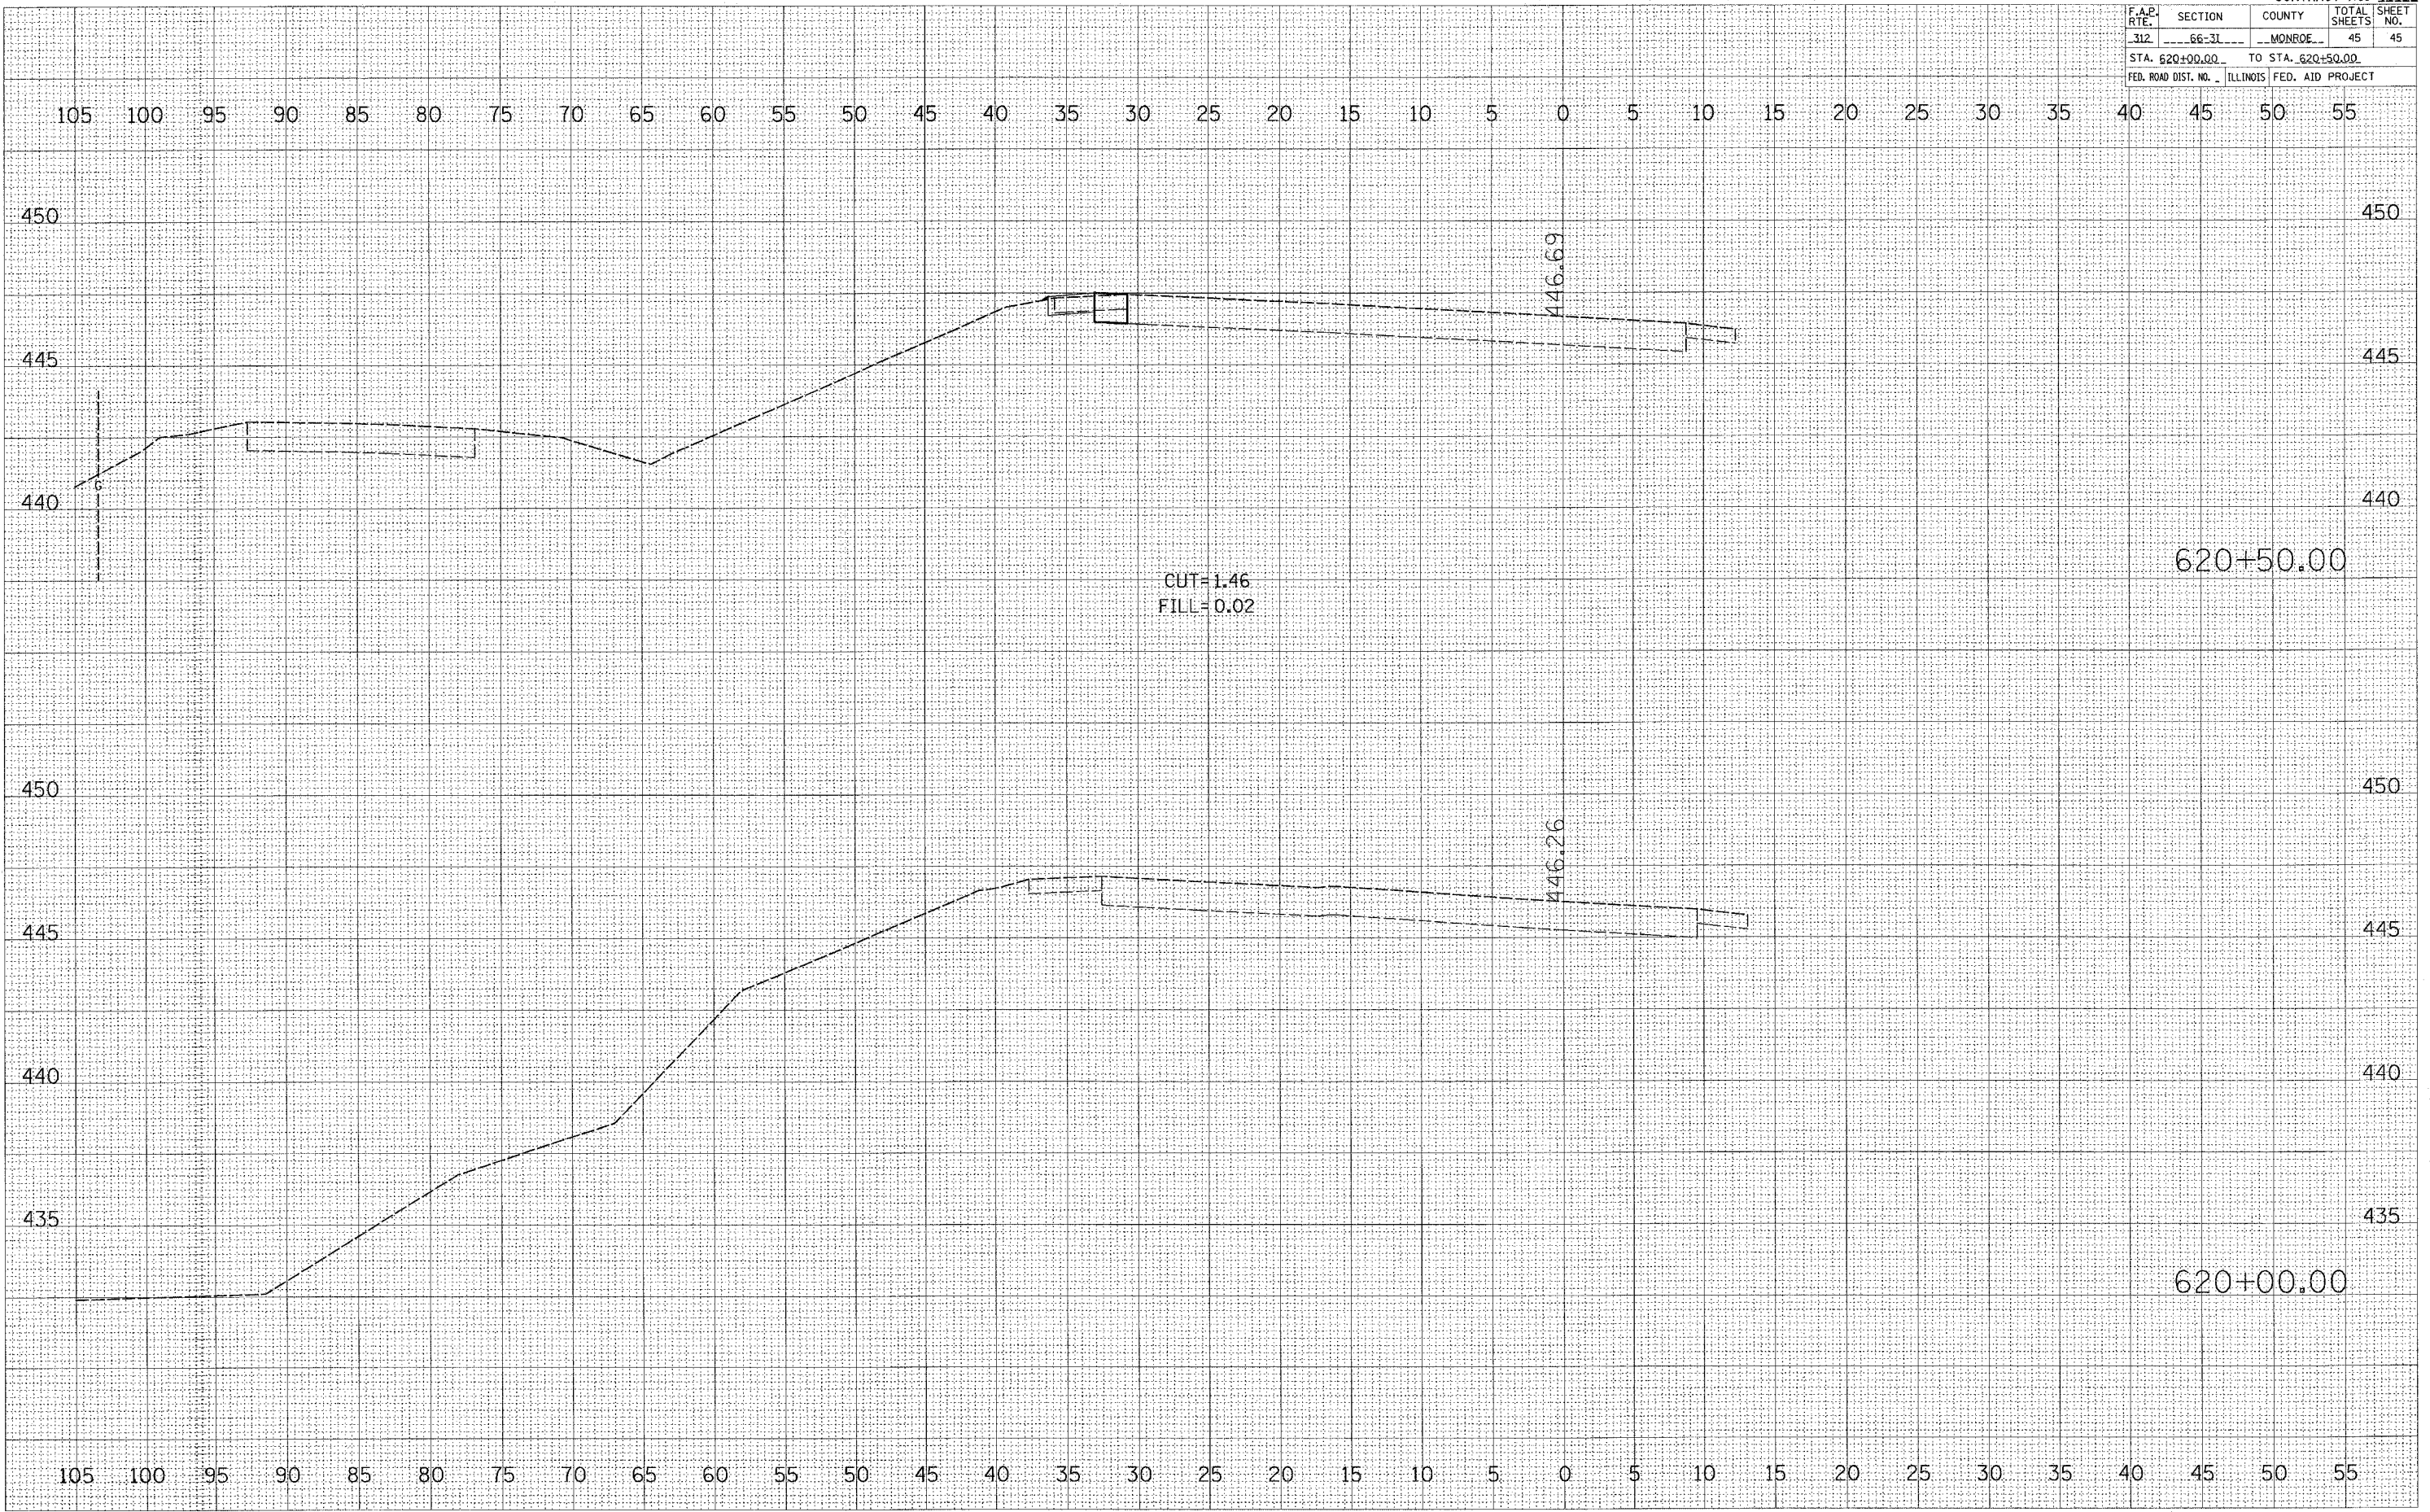 F.A.P. RTE. SECTION COUNTY TOTAL SHEETS SHEET NO.
312 66-3I MONROE 45 45
STA. 620+00.00 TO STA. 620+50.00
FED. ROAD DIST. NO. ILLINOIS FED. AID PROJECT
105 100 95 90 85 80 75 70 65 60 55 50 45 40 35 30 25 20 15 10 5 0 5 10 15 20 25 30 35 40 45 50 55
450 450
446.69
445 445
G
440 440
620+50.00
CUT=1.46
FILL=0.02
450 450
446.26
445 445
440 440
435 435
620+00.00
105 100 95 90 85 80 75 70 65 60 55 50 45 40 35 30 25 20 15 10 5 0 5 10 15 20 25 30 35 40 45 50 55